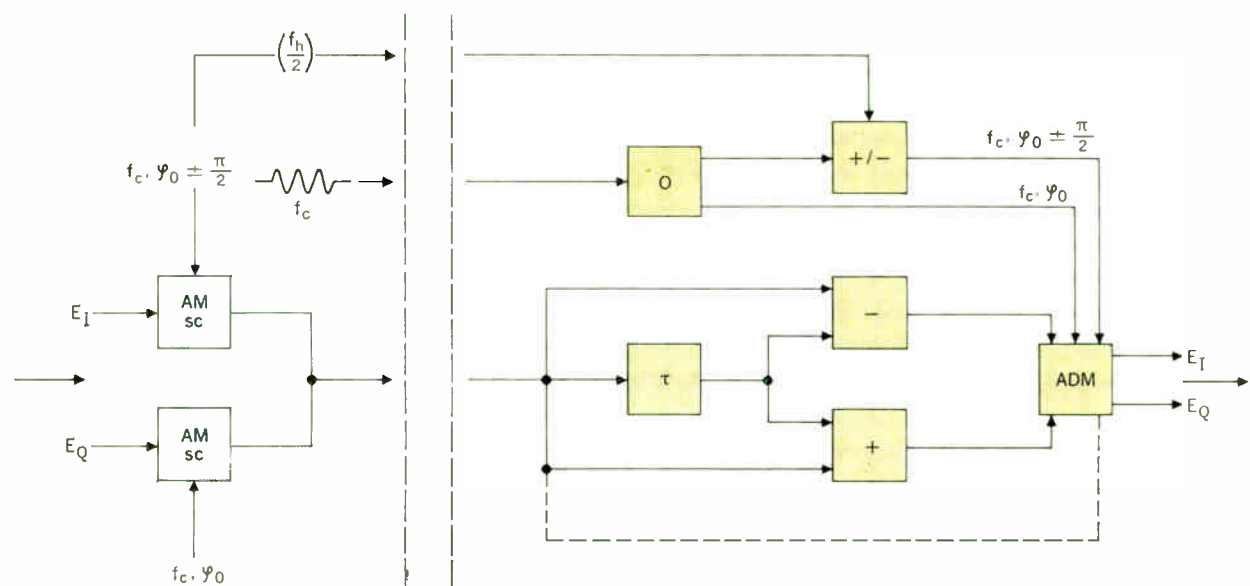 (f_h/2)
f_c, φ_0 ± π/2
f_c
+/−
f_c, φ_0 ± π/2
O
f_c, φ_0
AM
sc
E_I
−
τ
ADM
E_I
E_Q
AM
sc
E_Q
+
f_c, φ_0